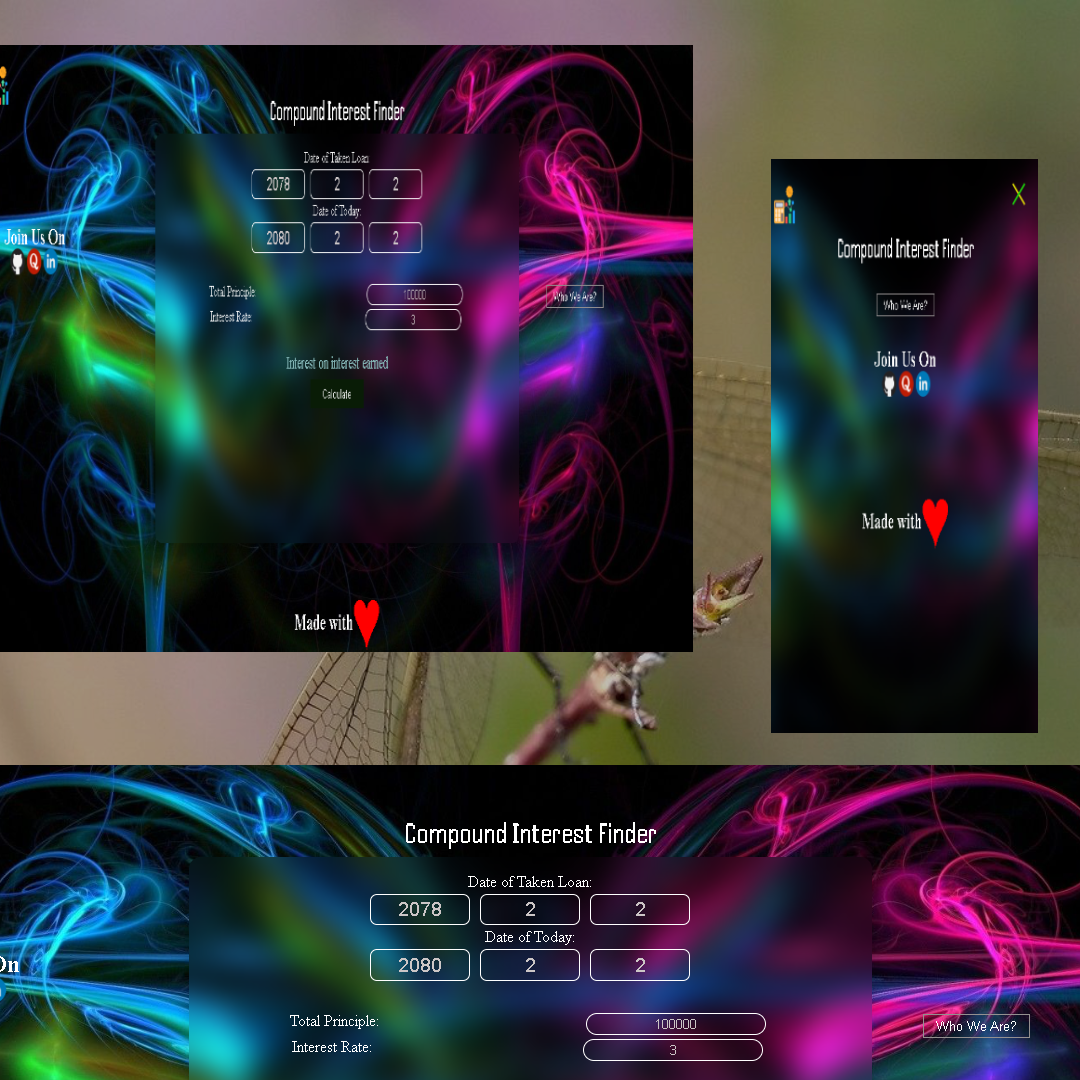 Compound Interest Finder
Date of Taken Loan
2078 2 2
Date of Today:
2080 2 2
Join Us On
Q in
Total Principle: 100000
Interest Rate: 3
Who We Are?
Interest on interest earned
Calculate
Made with
X
Compound Interest Finder
Who We Are?
Join Us On
Q in
Made with
Compound Interest Finder
Date of Taken Loan:
2078 2 2
Date of Today:
2080 2 2
On
Total Principle: 100000
Interest Rate: 3
Who We Are?